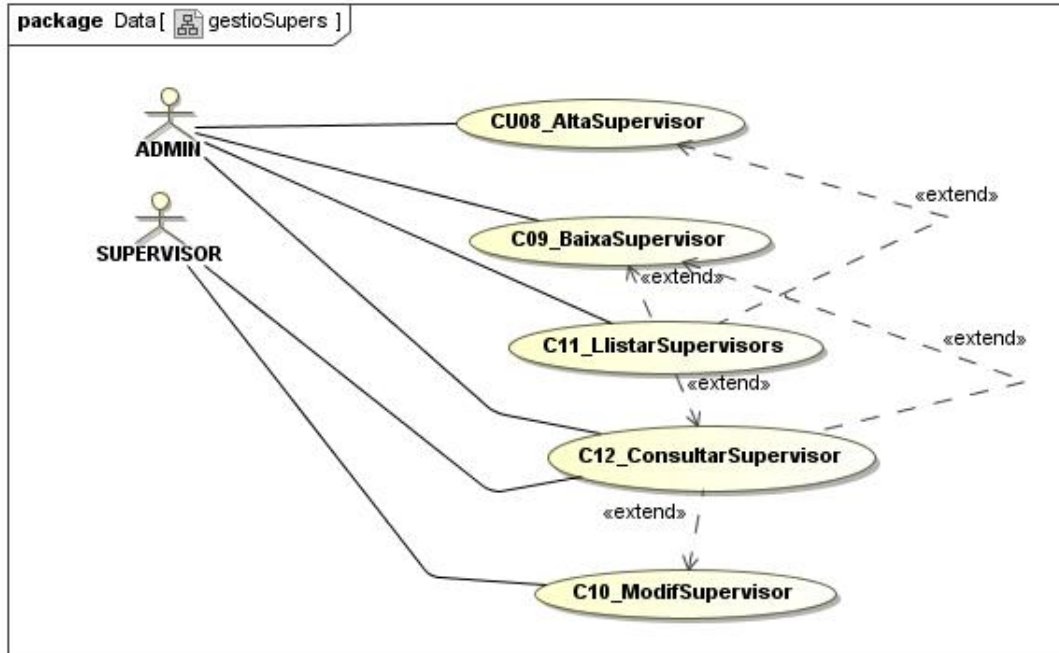 package Data [ gestioSupers ]
ADMIN
CU08_AltaSupervisor
«extend»
SUPERVISOR
C09_BaixaSupervisor
«extend»
«extend»
C11_LlistarSupervisors
«extend»
C12_ConsultarSupervisor
«extend»
C10_ModifSupervisor